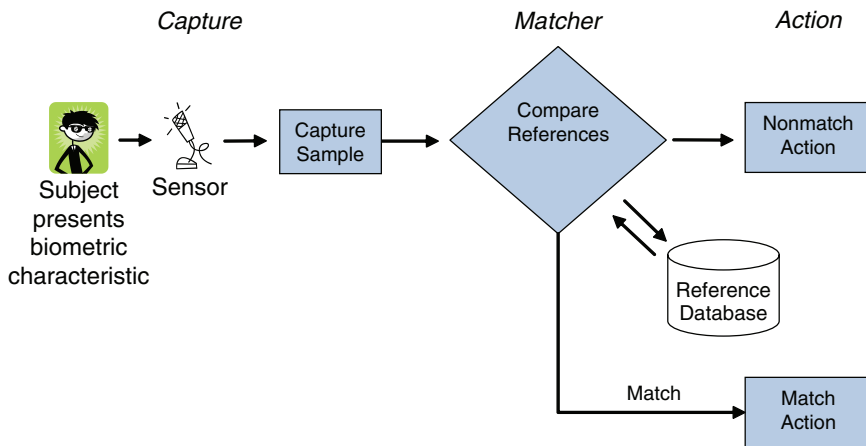 Capture
Matcher
Action
Subject
presents
biometric
characteristic
Sensor
Capture
Sample
Compare
References
Nonmatch
Action
Reference
Database
Match
Match
Action